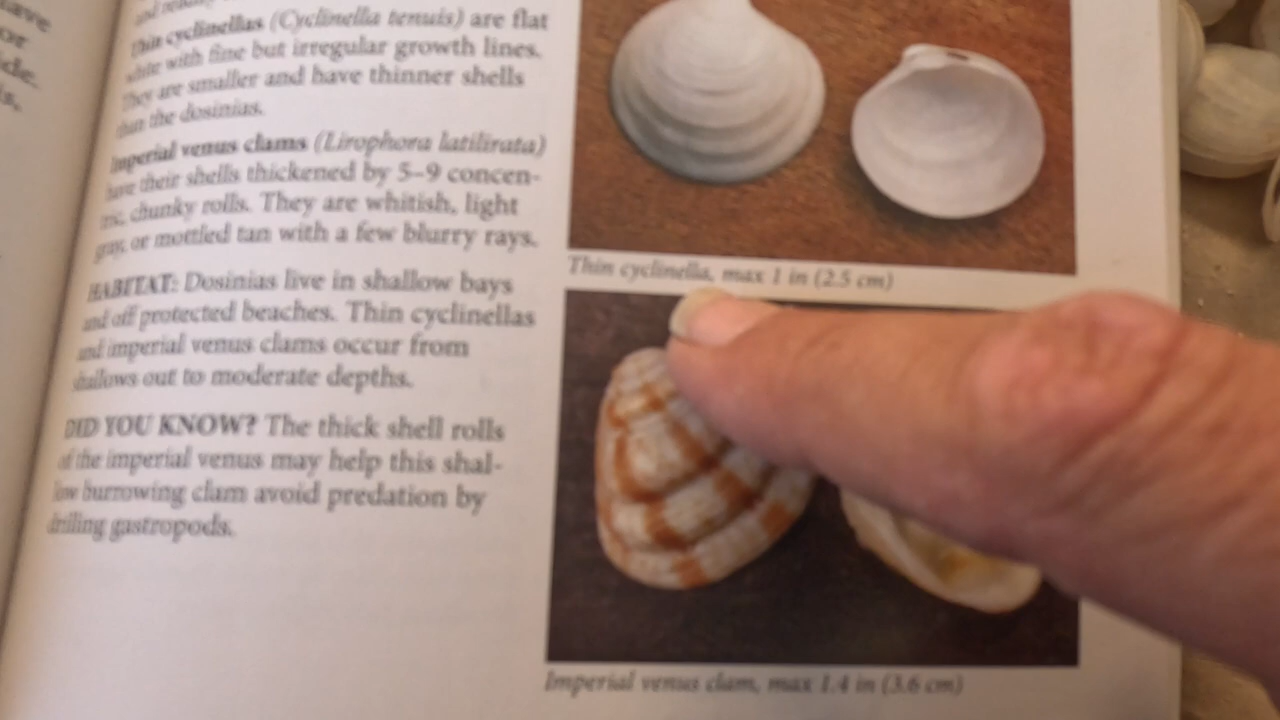 ave
or
de.
Thin cyclinellas (Cyclinella tenuis) are flat
white with fine but irregular growth lines.
They are smaller and have thinner shells
than the dosinias.
Imperial venus clams (Lirophora latilirata)
have their shells thickened by 5–9 concen-
tric, chunky rolls. They are whitish, light
gray, or mottled tan with a few blurry rays.
HABITAT: Dosinias live in shallow bays
and off protected beaches. Thin cyclinellas
and imperial venus clams occur from
shallows out to moderate depths.
DID YOU KNOW? The thick shell rolls
of the imperial venus may help this shal-
low burrowing clam avoid predation by
drilling gastropods.
Thin cyclinella, max 1 in (2.5 cm)
Imperial venus clam, max 1.4 in (3.6 cm)